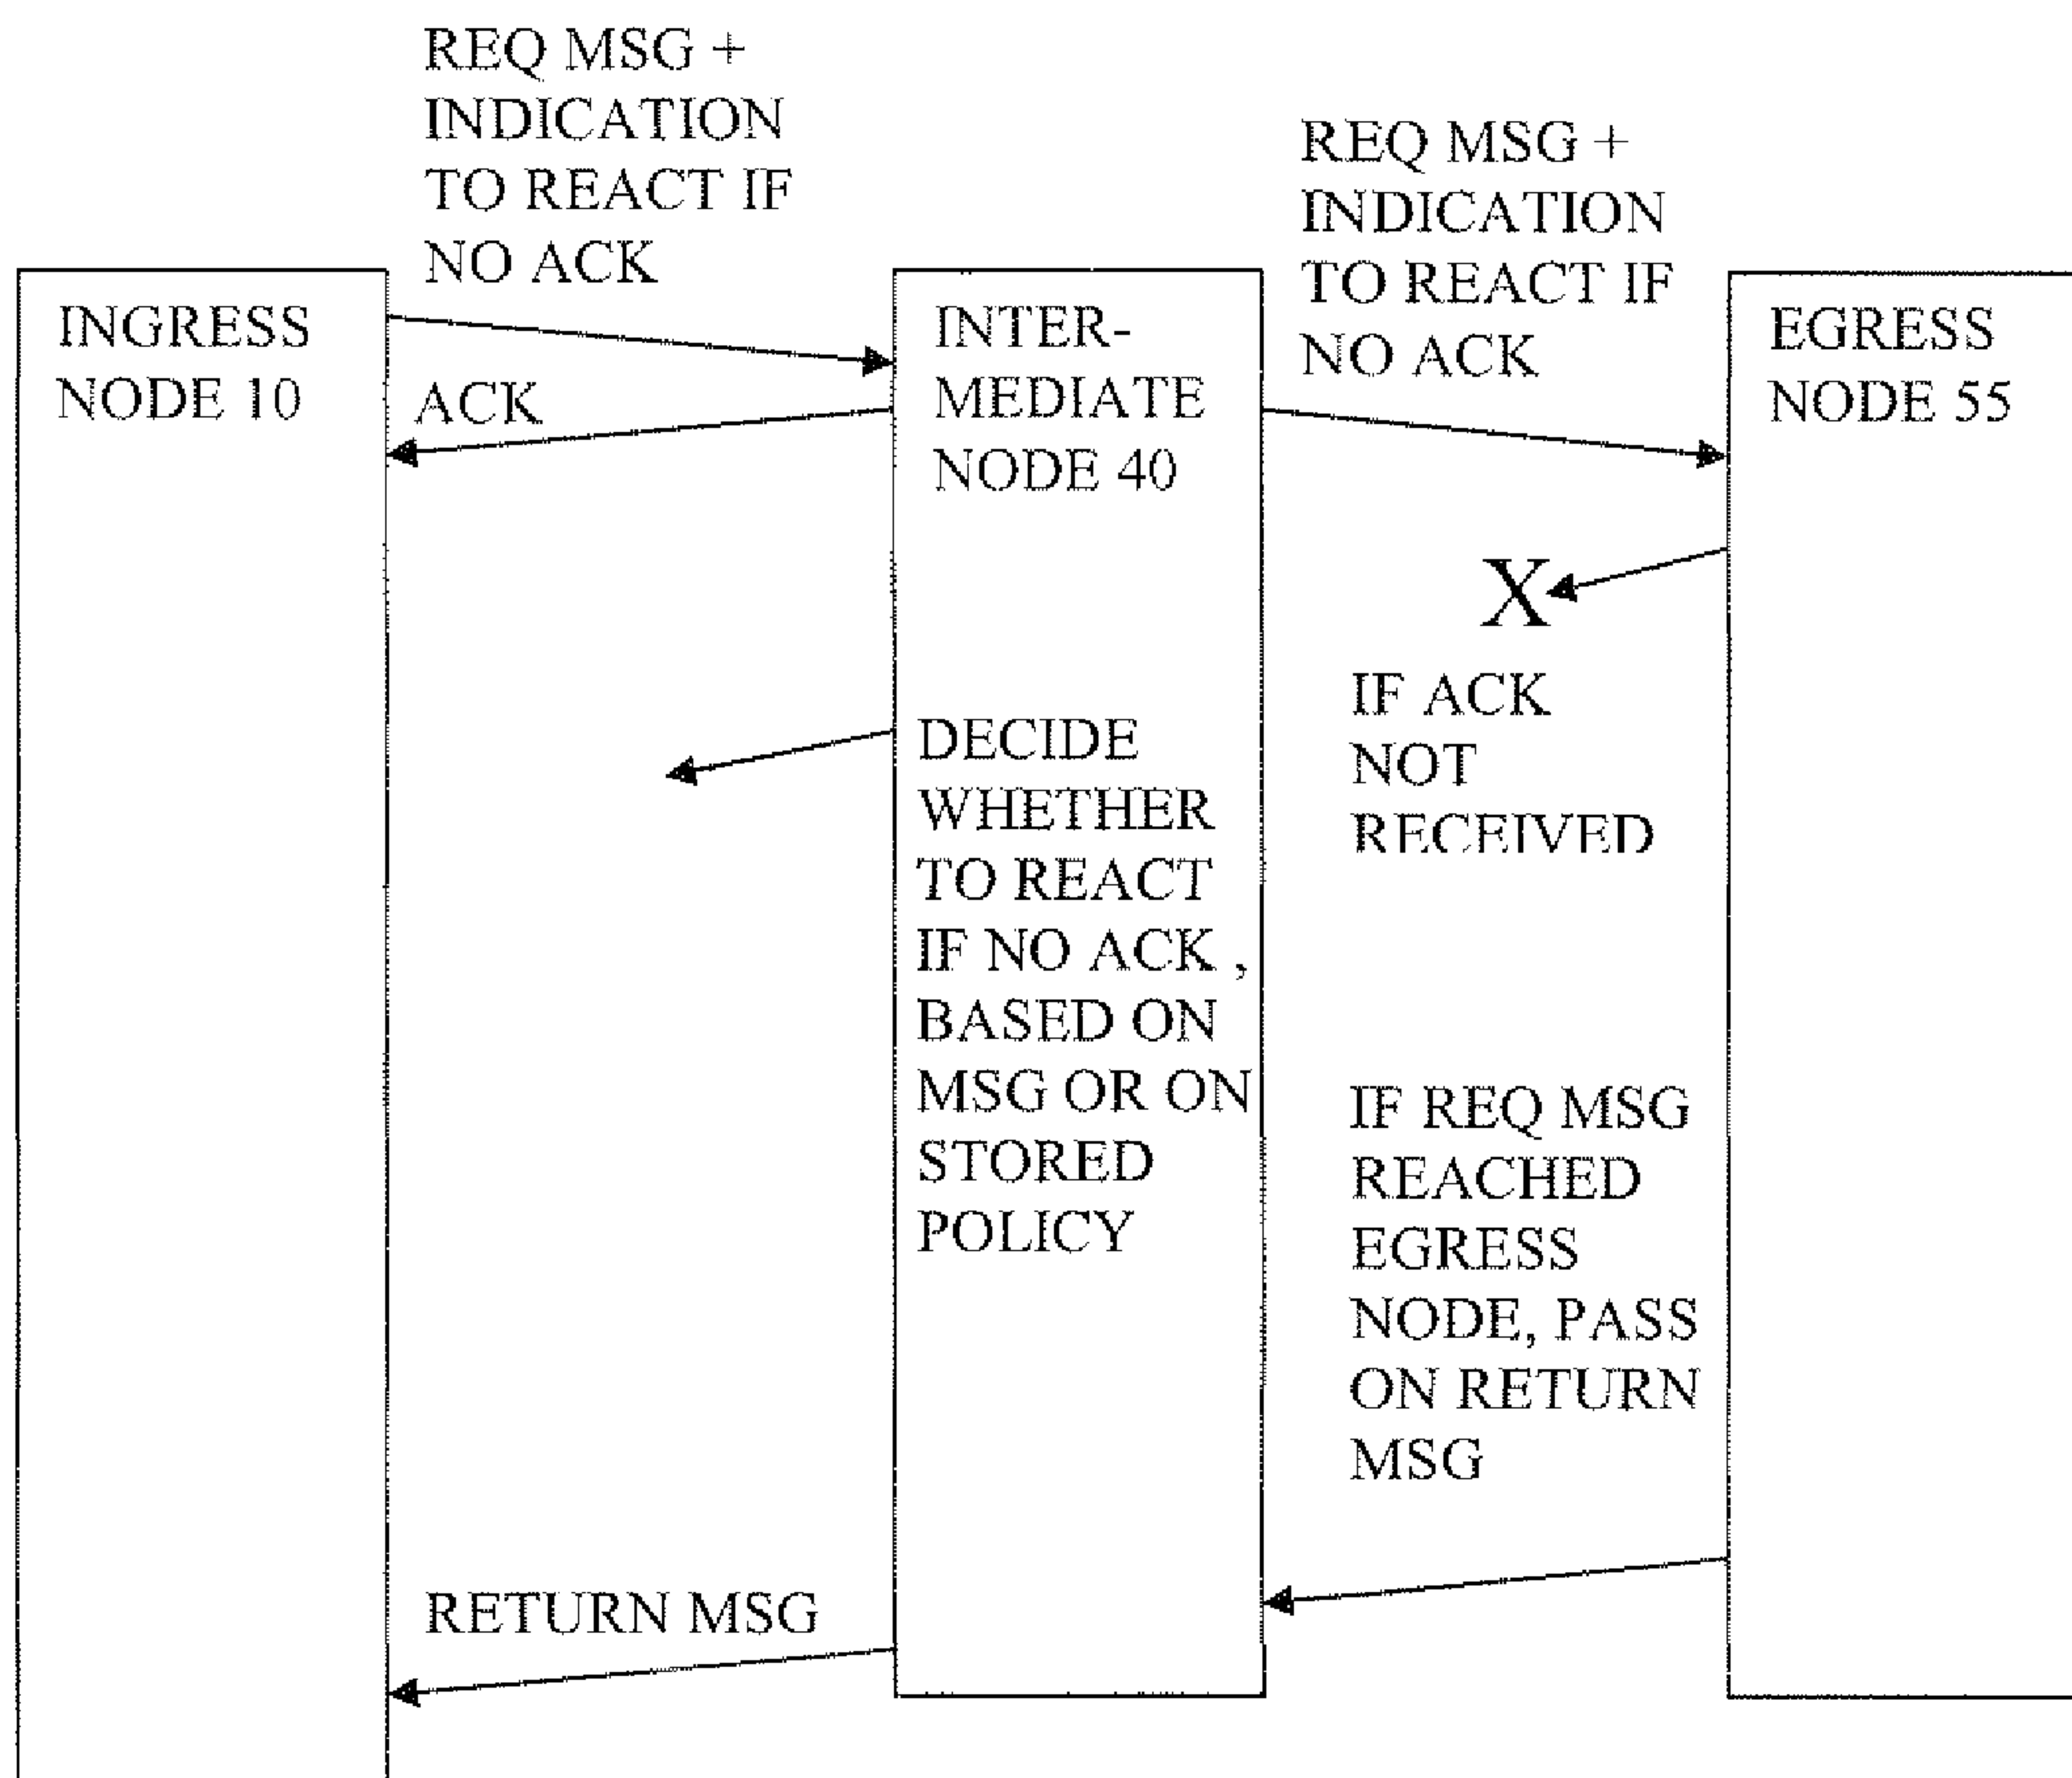 REQ MSG +
INDICATION
TO REACT IF
NO ACK
REQ MSG +
INDICATION
TO REACT IF
NO ACK
INGRESS
NODE 10
ACK
INTER-
MEDIATE
NODE 40
EGRESS
NODE 55
X
IF ACK
NOT
RECEIVED
DECIDE
WHETHER
TO REACT
IF NO ACK ,
BASED ON
MSG OR ON
STORED
POLICY
IF REQ MSG
REACHED
EGRESS
NODE, PASS
ON RETURN
MSG
RETURN MSG